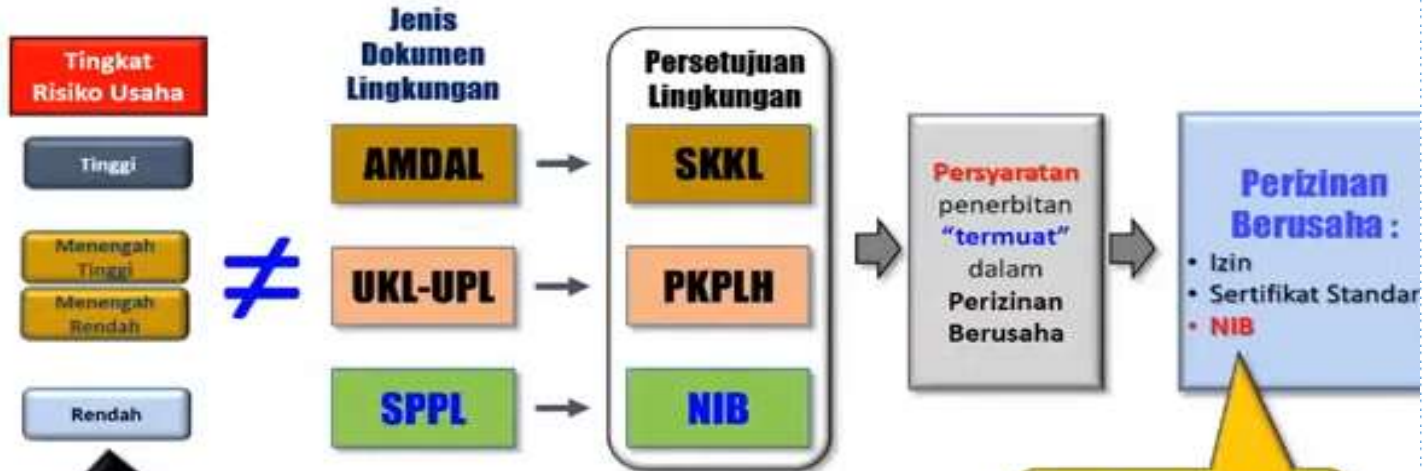 Tingkat
Risiko Usaha
Tinggi
Menengah
Tinggi
Menengah
Rendah
Rendah
≠
Jenis
Dokumen
Lingkungan
AMDAL
UKL-UPL
SPPL
Persetujuan
Lingkungan
SKKL
PKPLH
NIB
Persyaratan
penerbitan
“termuat”
dalam
Perizinan
Berusaha
Perizinan
Berusaha :
• Izin
• Sertifikat Standar
• NIB